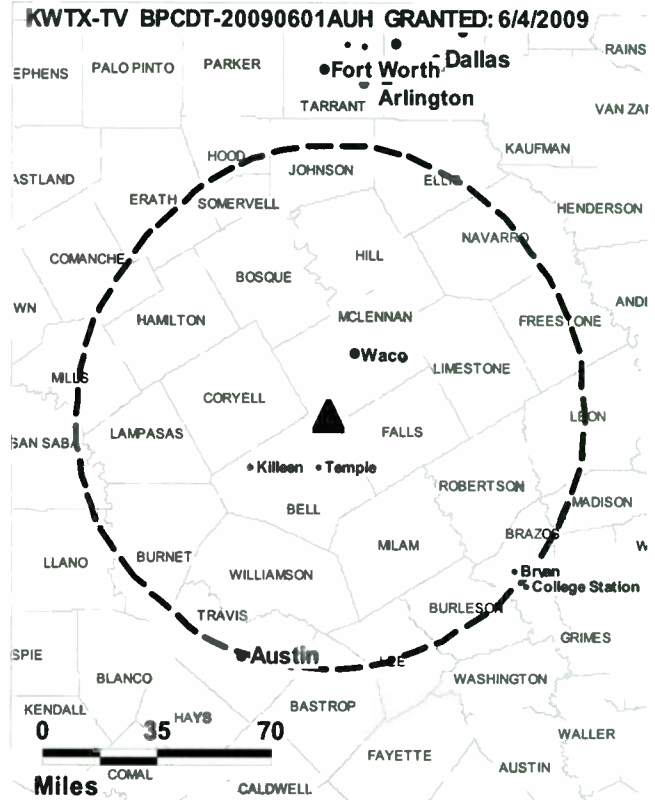 KWTX-TV BPCDT-20090601AUH GRANTED: 6/4/2009
RAINS
EPHENS
PALO PINTO
PARKER
Fort Worth
Dallas
Arlington
TARRANT
VAN ZA
KAUFMAN
HOOD
JOHNSON
ELLIS
ASTLAND
ERATH
SOMERVELL
HENDERSON
NAVARRO
COMANCHE
HILL
BOSQUE
WN
HAMILTON
MCLENNAN
FREESTONE
ANDE
Waco
LIMESTONE
MILLS
CORYELL
LEON
SAN SABA
LAMPASAS
FALLS
Killeen
Temple
ROBERTSON
MADISON
BELL
BRAZOS
MILAM
W
LLANO
BURNET
WILLIAMSON
Bryan
College Station
TRAVIS
BURLESON
GRIMES
SPIE
Austin
LEE
BLANCO
WASHINGTON
KENDALL
HAYS
BASTROP
0 35 70
WALLER
FAYETTE
AUSTIN
Miles
COMAL
CALDWELL